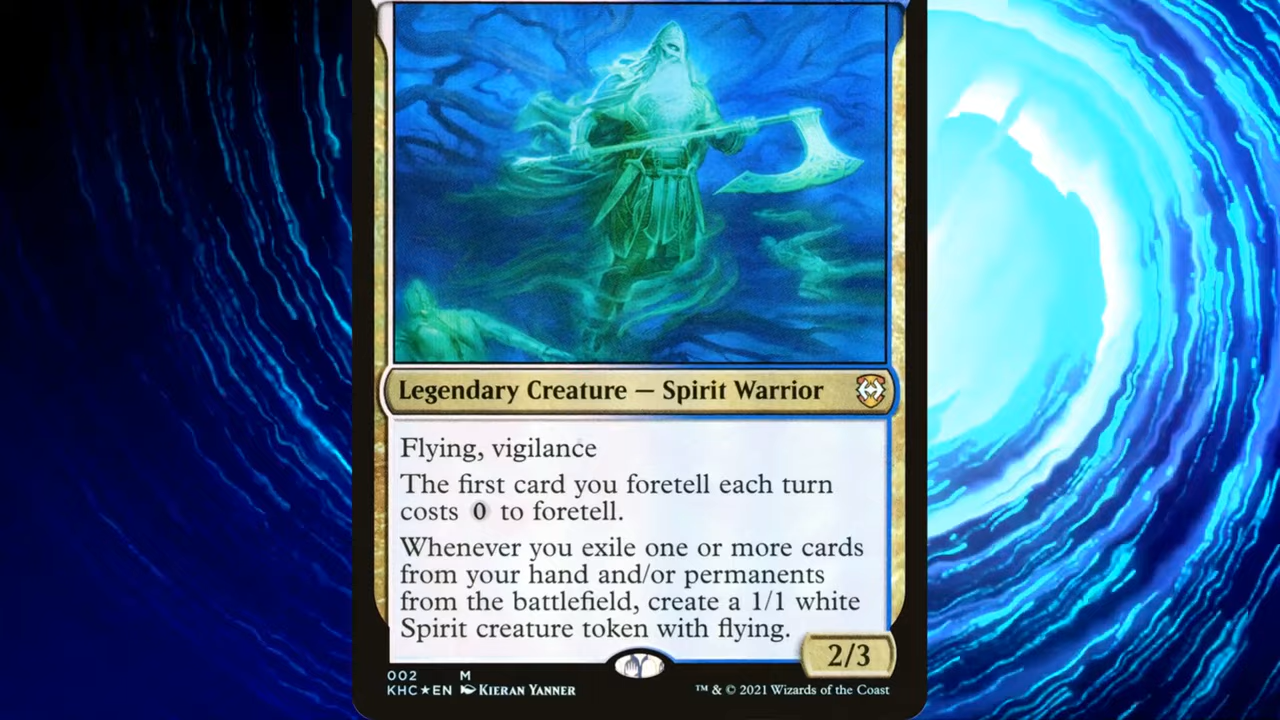 Legendary Creature — Spirit Warrior
Flying, vigilance
The first card you foretell each turn
costs 0 to foretell.
Whenever you exile one or more cards
from your hand and/or permanents
from the battlefield, create a 1/1 white
Spirit creature token with flying.
2/3
002 M
KHC★EN Kieran Yanner
™ & © 2021 Wizards of the Coast